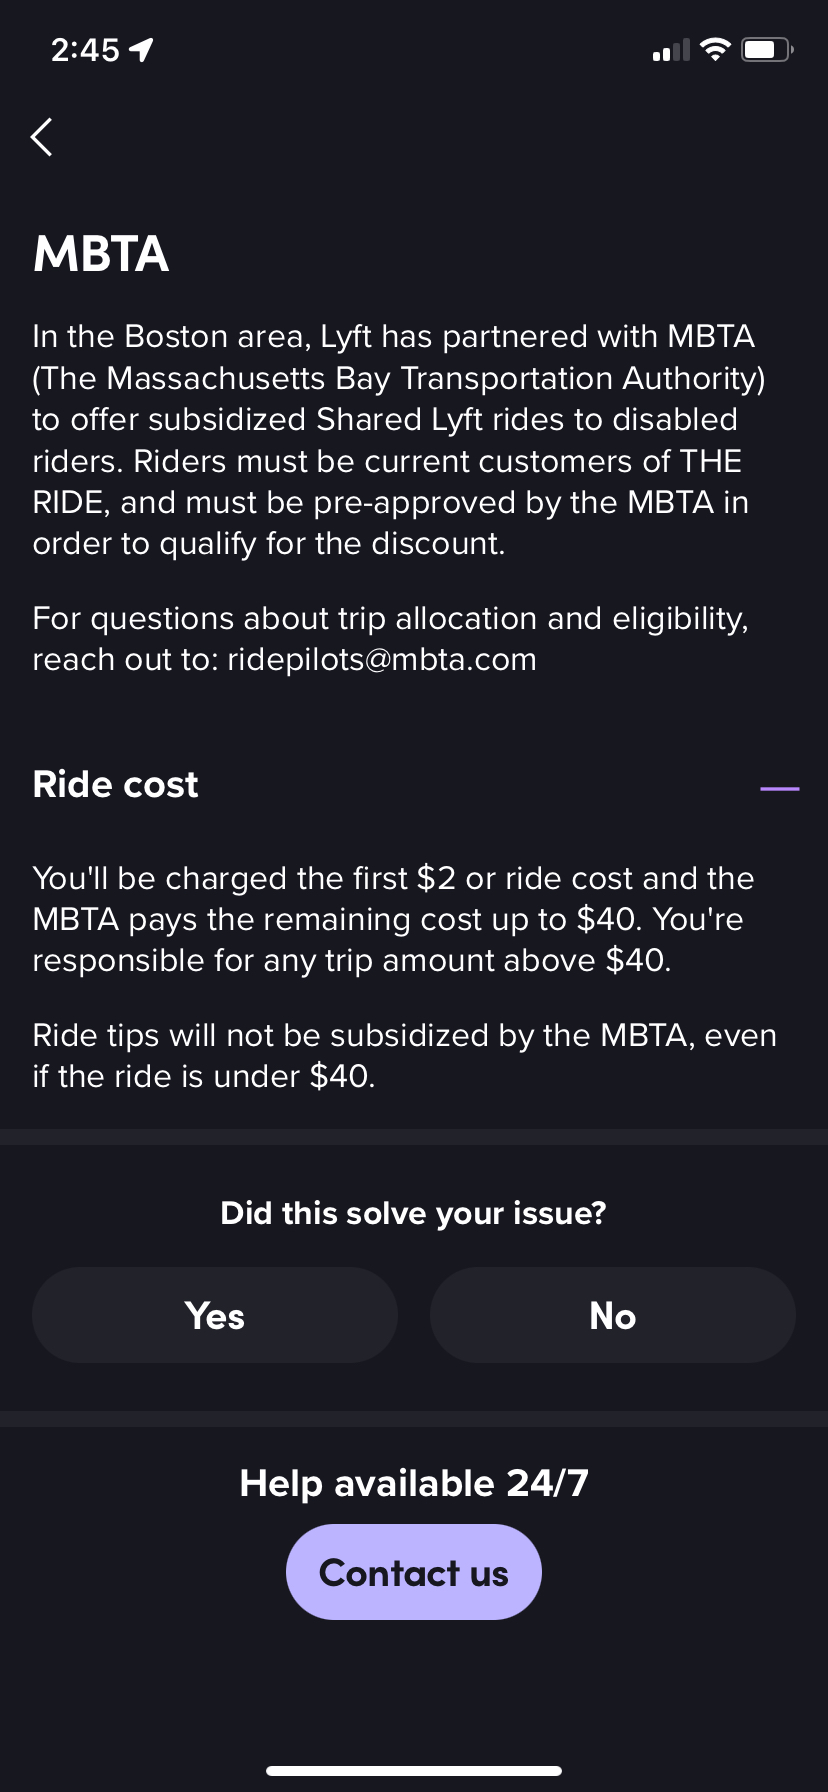 2:45
MBTA
In the Boston area, Lyft has partnered with MBTA
(The Massachusetts Bay Transportation Authority)
to offer subsidized Shared Lyft rides to disabled
riders. Riders must be current customers of THE
RIDE, and must be pre-approved by the MBTA in
order to qualify for the discount.
For questions about trip allocation and eligibility,
reach out to: ridepilots@mbta.com
Ride cost
You'll be charged the first $2 or ride cost and the
MBTA pays the remaining cost up to $40. You're
responsible for any trip amount above $40.
Ride tips will not be subsidized by the MBTA, even
if the ride is under $40.
Did this solve your issue?
Yes No
Help available 24/7
Contact us